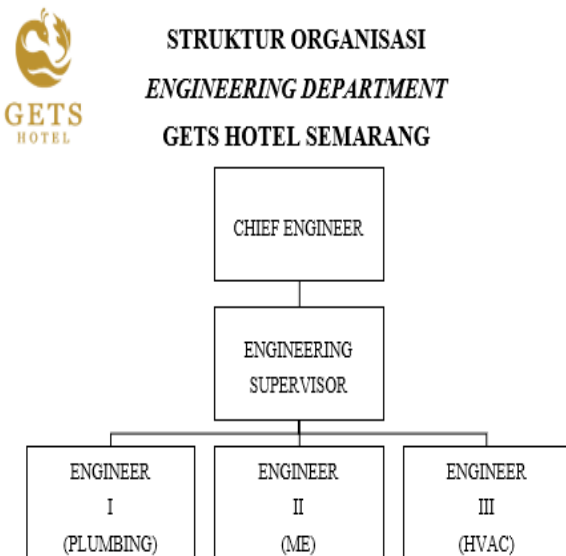 GETS
HOTEL
STRUKTUR ORGANISASI
ENGINEERING DEPARTMENT
GETS HOTEL SEMARANG
CHIEF ENGINEER
ENGINEERING
SUPERVISOR
ENGINEER
I
(PLUMBING)
ENGINEER
II
(ME)
ENGINEER
III
(HVAC)